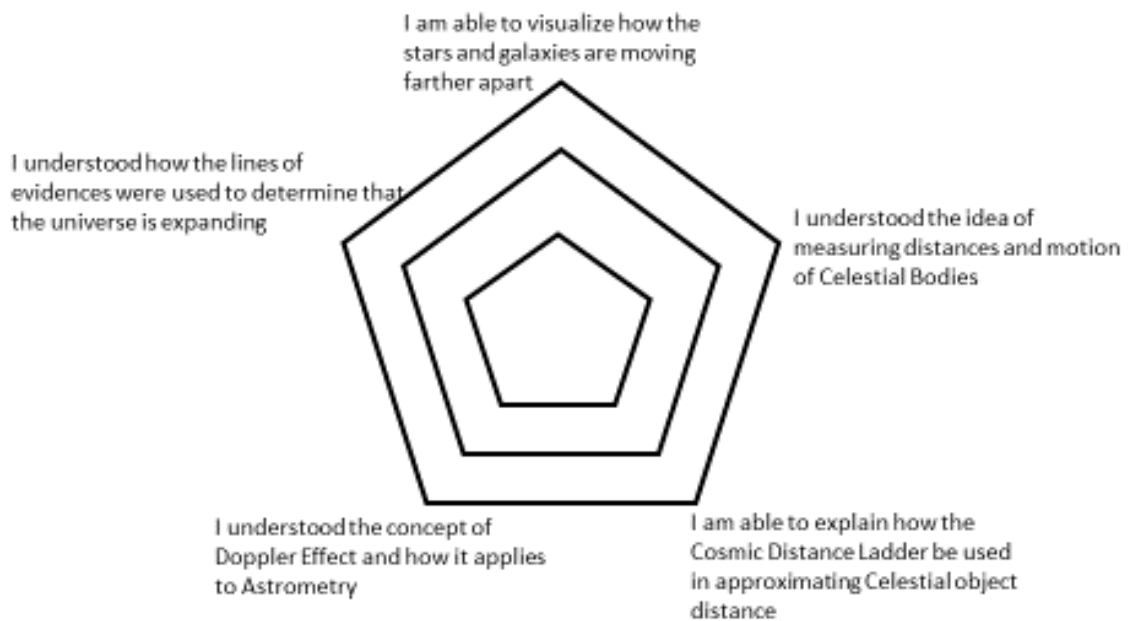 I am able to visualize how the
stars and galaxies are moving
farther apart
I understood how the lines of
evidences were used to determine that
the universe is expanding
I understood the idea of
measuring distances and motion
of Celestial Bodies
I understood the concept of
Doppler Effect and how it applies
to Astrometry
I am able to explain how the
Cosmic Distance Ladder be used
in approximating Celestial object
distance